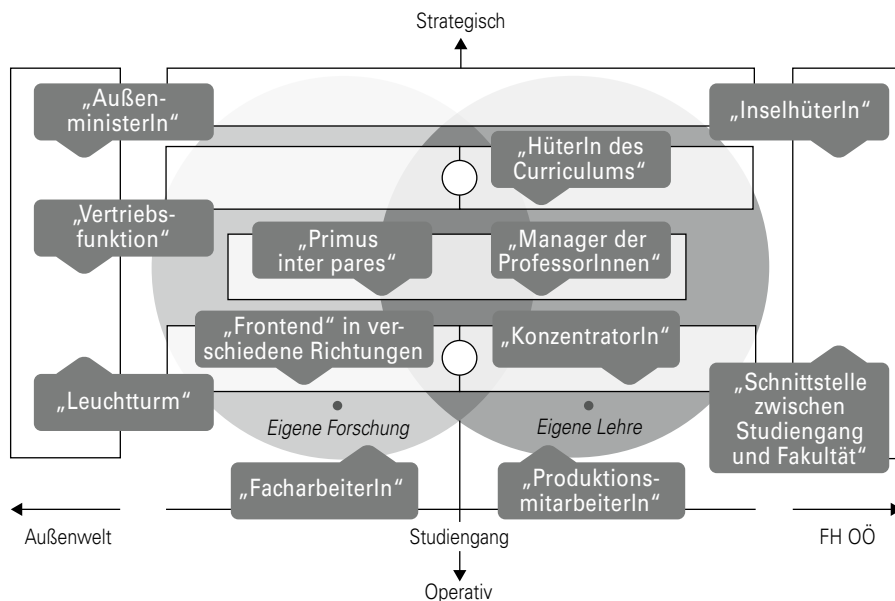 Strategisch
„Außen-
ministerIn“
„InselhüterIn“
„HüterIn des
Curriculums“
„Vertriebs-
funktion“
„Primus
inter pares“
„Manager der
ProfessorInnen“
„Frontend“ in ver-
schiedene Richtungen
„KonzentratorIn“
„Leuchtturm“
„Schnittstelle
zwischen
Studiengang
und Fakultät“
Eigene Forschung
Eigene Lehre
„FacharbeiterIn“
„Produktions-
mitarbeiterIn“
Außenwelt
Studiengang
FH OÖ
Operativ